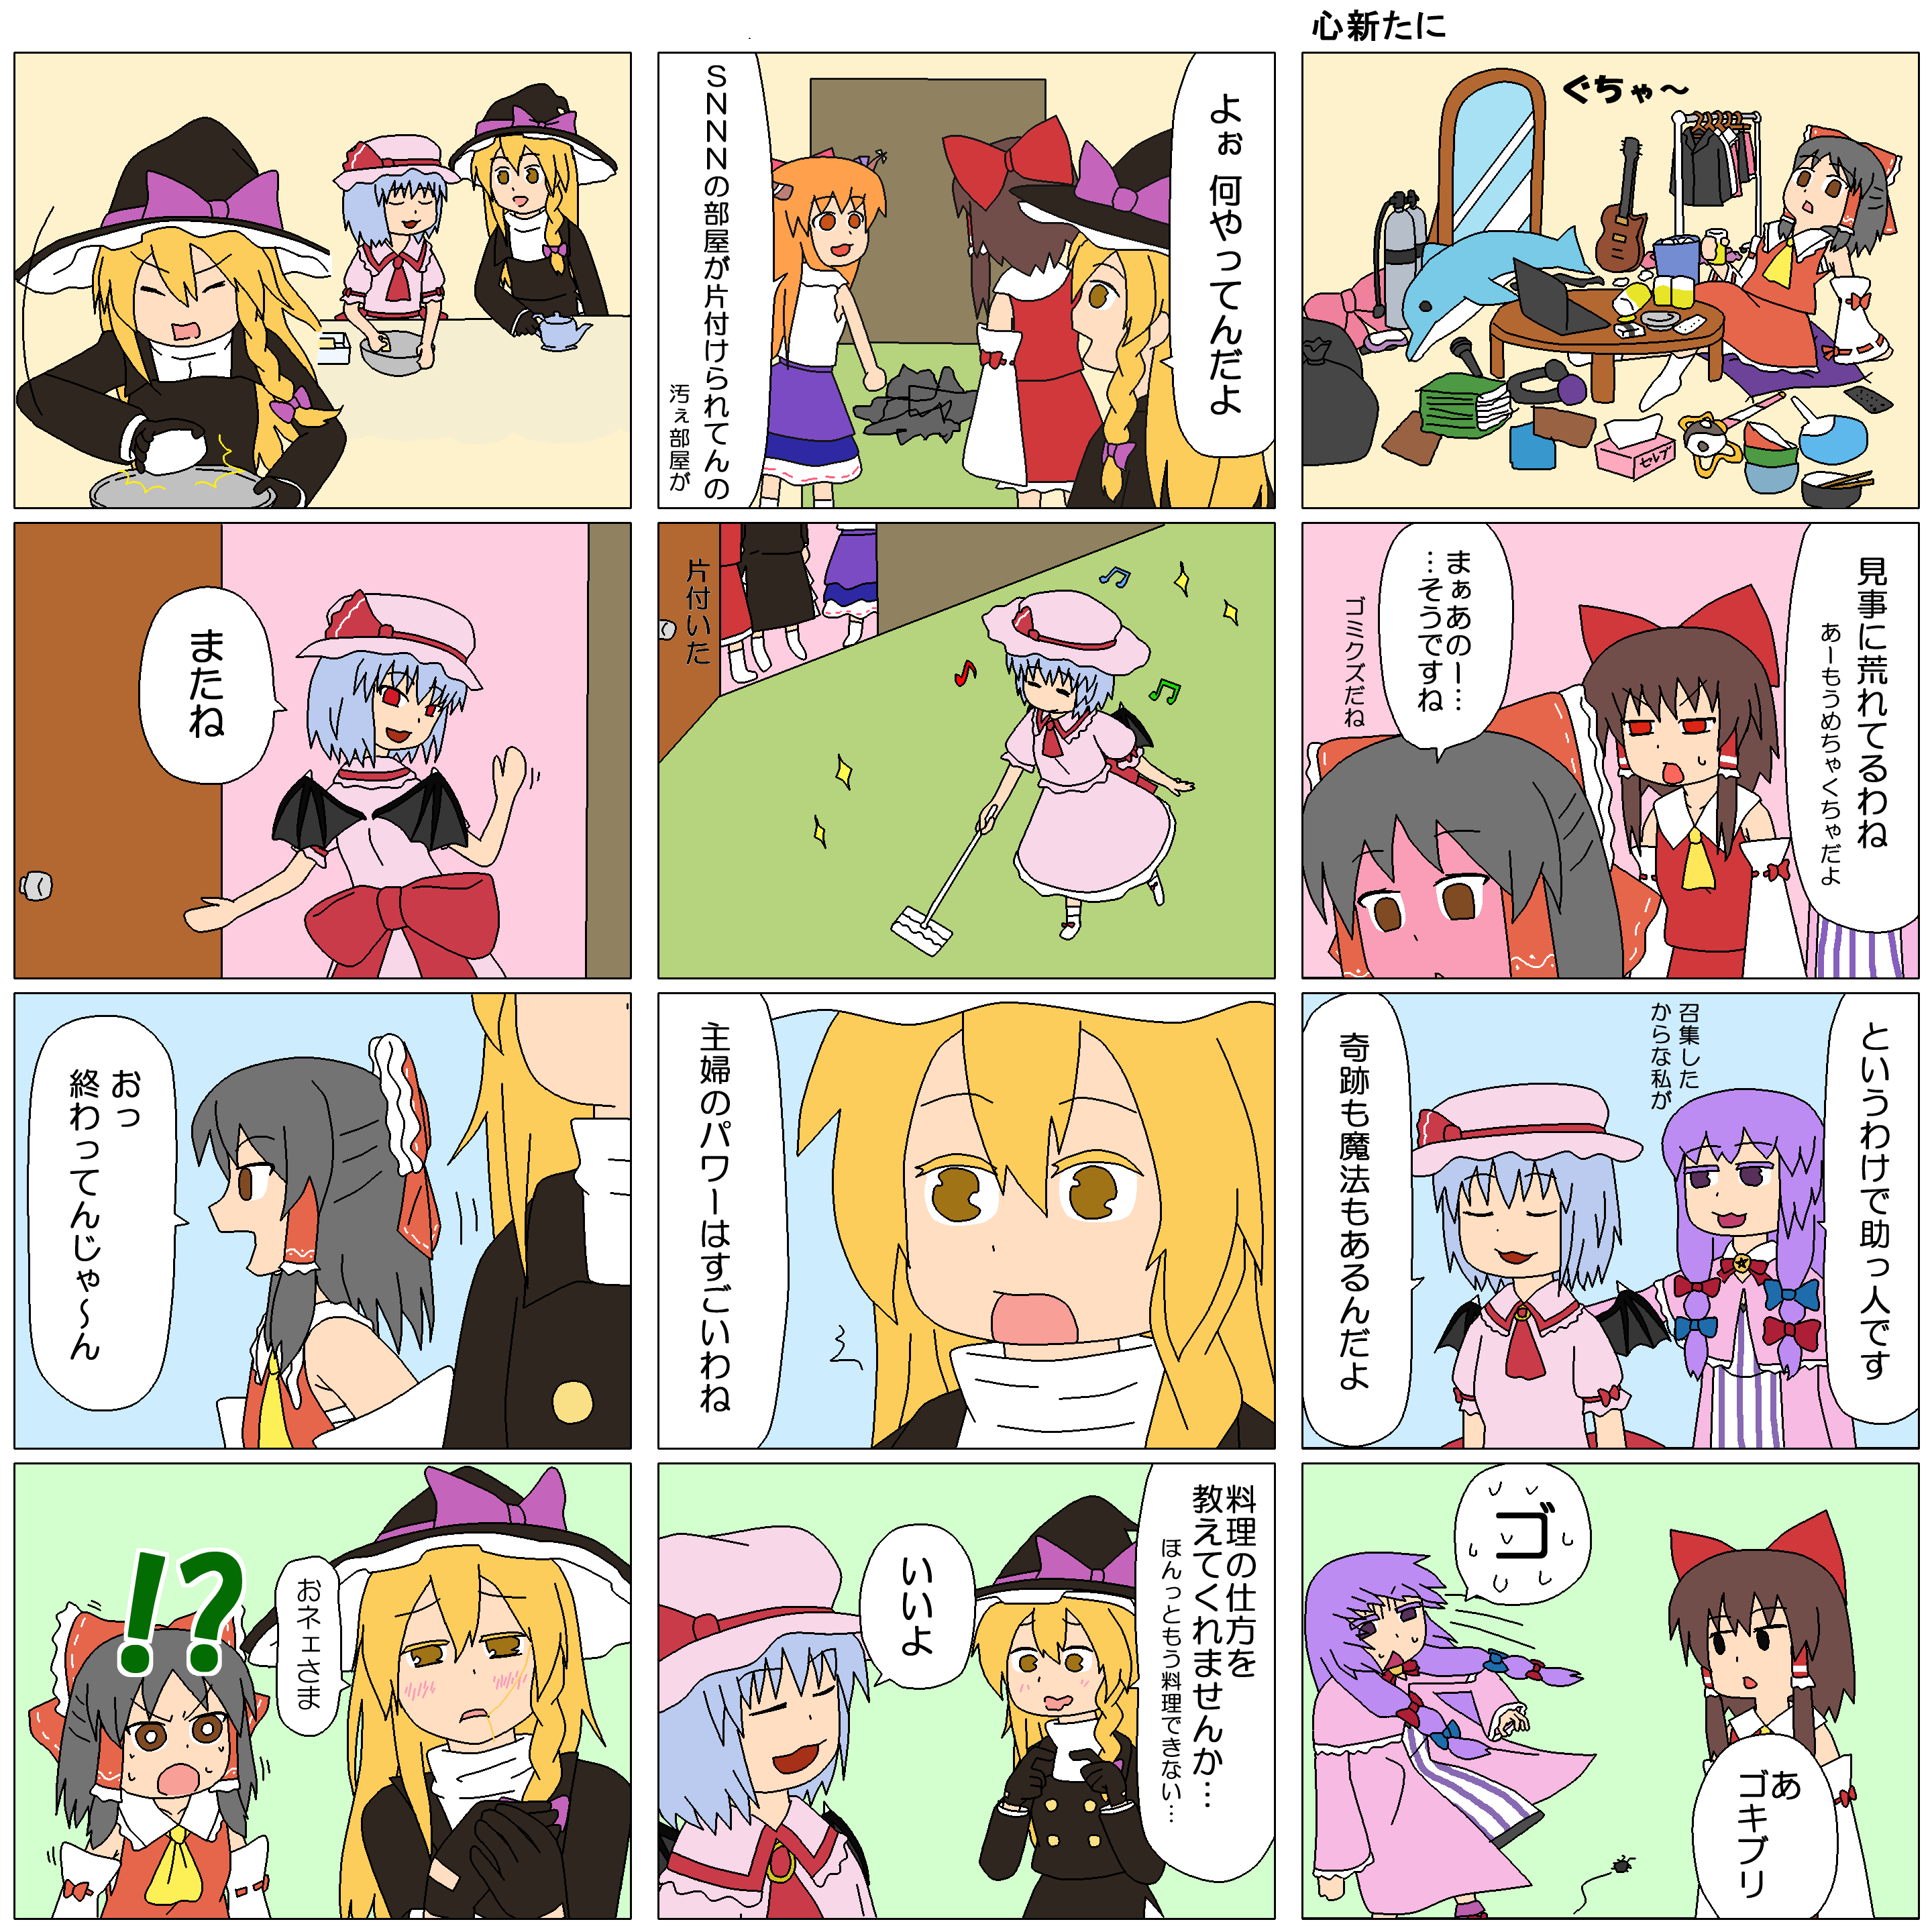 心新たに
ぐちゃ～
セレブ
見事に荒れてるわね
あーもうめちゃくちゃだよ
まぁあのー…
…そうですね
ゴミクズだね
というわけで助っ人です
召集した
からな私が
奇跡も魔法もあるんだよ
ゴ
あ
ゴキブリ
よぉ 何やってんだよ
SNNNの部屋が片付けられてんの
汚ぇ部屋が
片付いた
主婦のパワーはすごいわね
料理の仕方を
教えてくれませんか…
ほんっともう料理できない…
いいよ
またね
おっ
終わってんじゃ～ん
おネェさま
!?